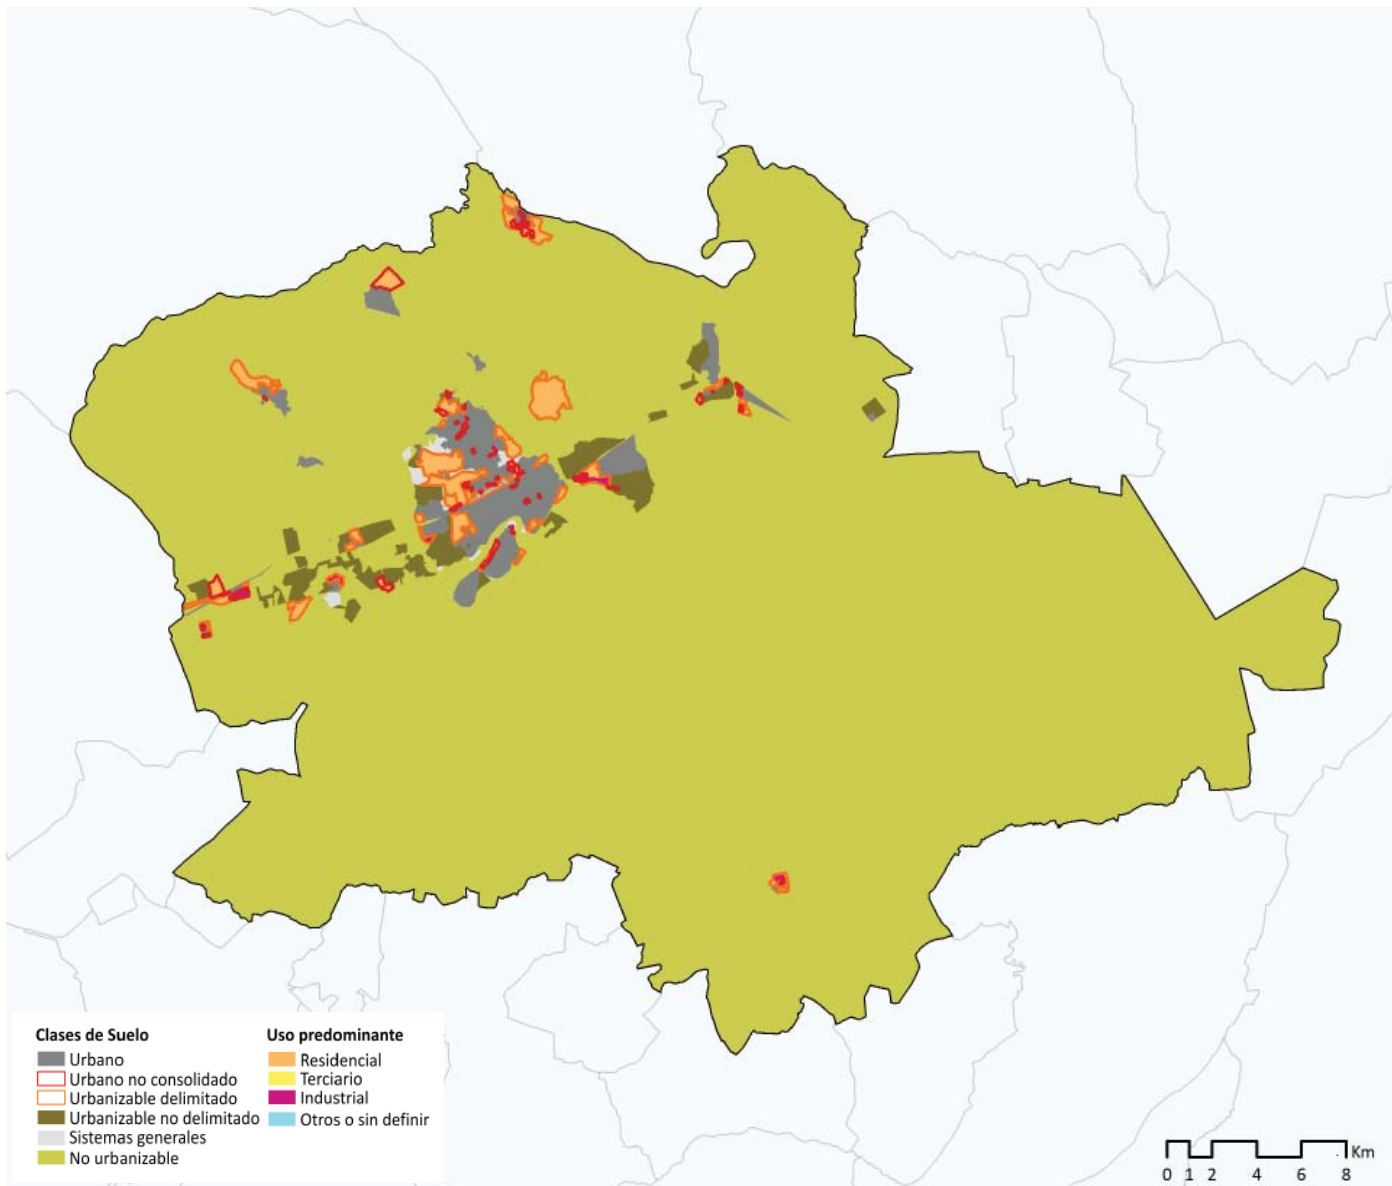 Clases de Suelo
Urbano
Urbano no consolidado
Urbanizable delimitado
Urbanizable no delimitado
Sistemas generales
No urbanizable
Uso predominante
Residencial
Terciario
Industrial
Otros o sin definir
Km
0 1 2 4 6 8